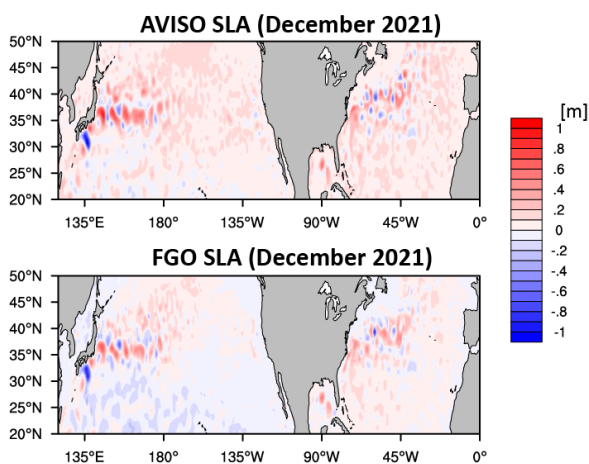 AVISO SLA (December 2021)
50°N
45°N
40°N
35°N
30°N
25°N
20°N
135°E 180° 135°W 90°W 45°W 0°
FGO SLA (December 2021)
50°N
45°N
40°N
35°N
30°N
25°N
20°N
135°E 180° 135°W 90°W 45°W 0°
[m]
1
.8
.6
.4
.2
0
-.2
-.4
-.6
-.8
-1